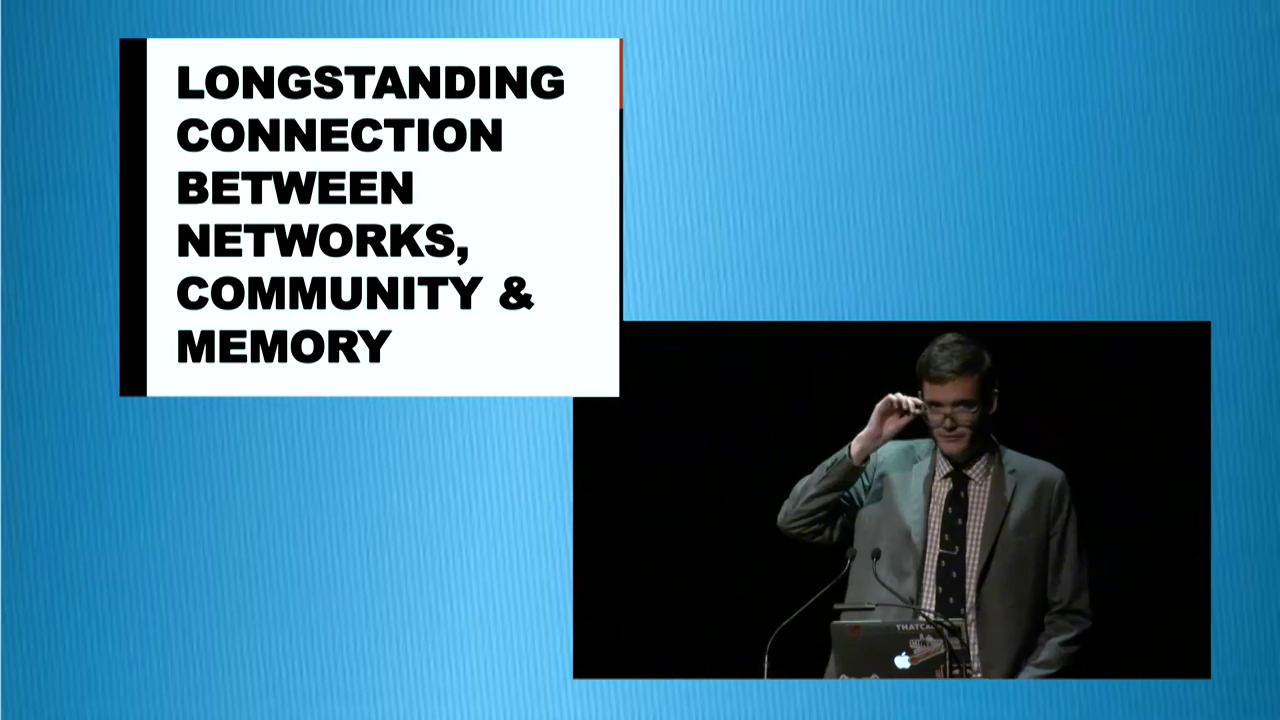 LONGSTANDING
CONNECTION
BETWEEN
NETWORKS,
COMMUNITY &
MEMORY